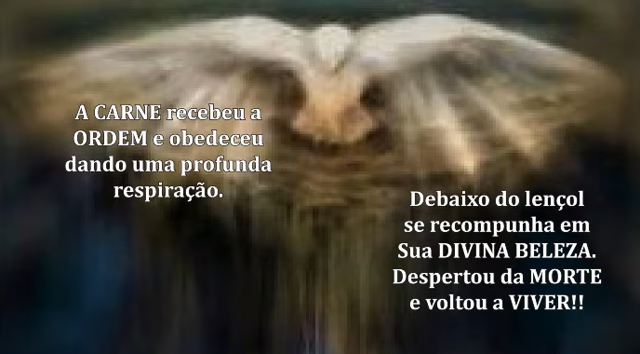 A CARNE recebeu a
ORDEM e obedeceu
dando uma profunda
respiração.
Debaixo do lençol
se recompunha em
Sua DIVINA BELEZA.
Despertou da MORTE
e voltou a VIVER!!